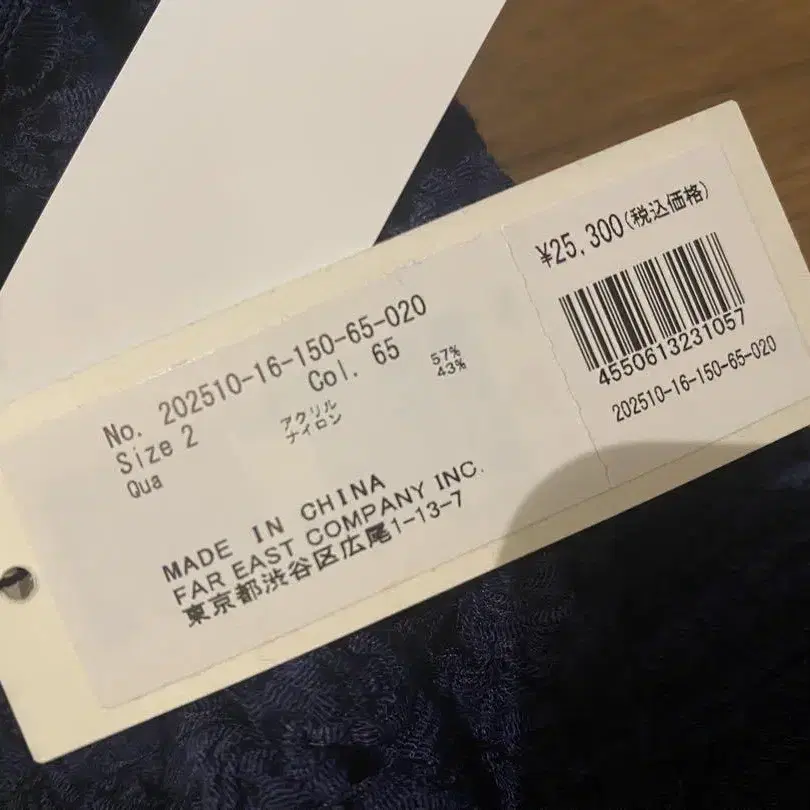 No. 202510-16-150-65-020
Size 2 Col. 65
Qua アクリル 57%
ナイロン 43%
MADE IN CHINA
FAR EAST COMPANY INC.
東京都渋谷区広尾1-13-7
¥25,300(税込価格)
4550613231057
202510-16-150-65-020